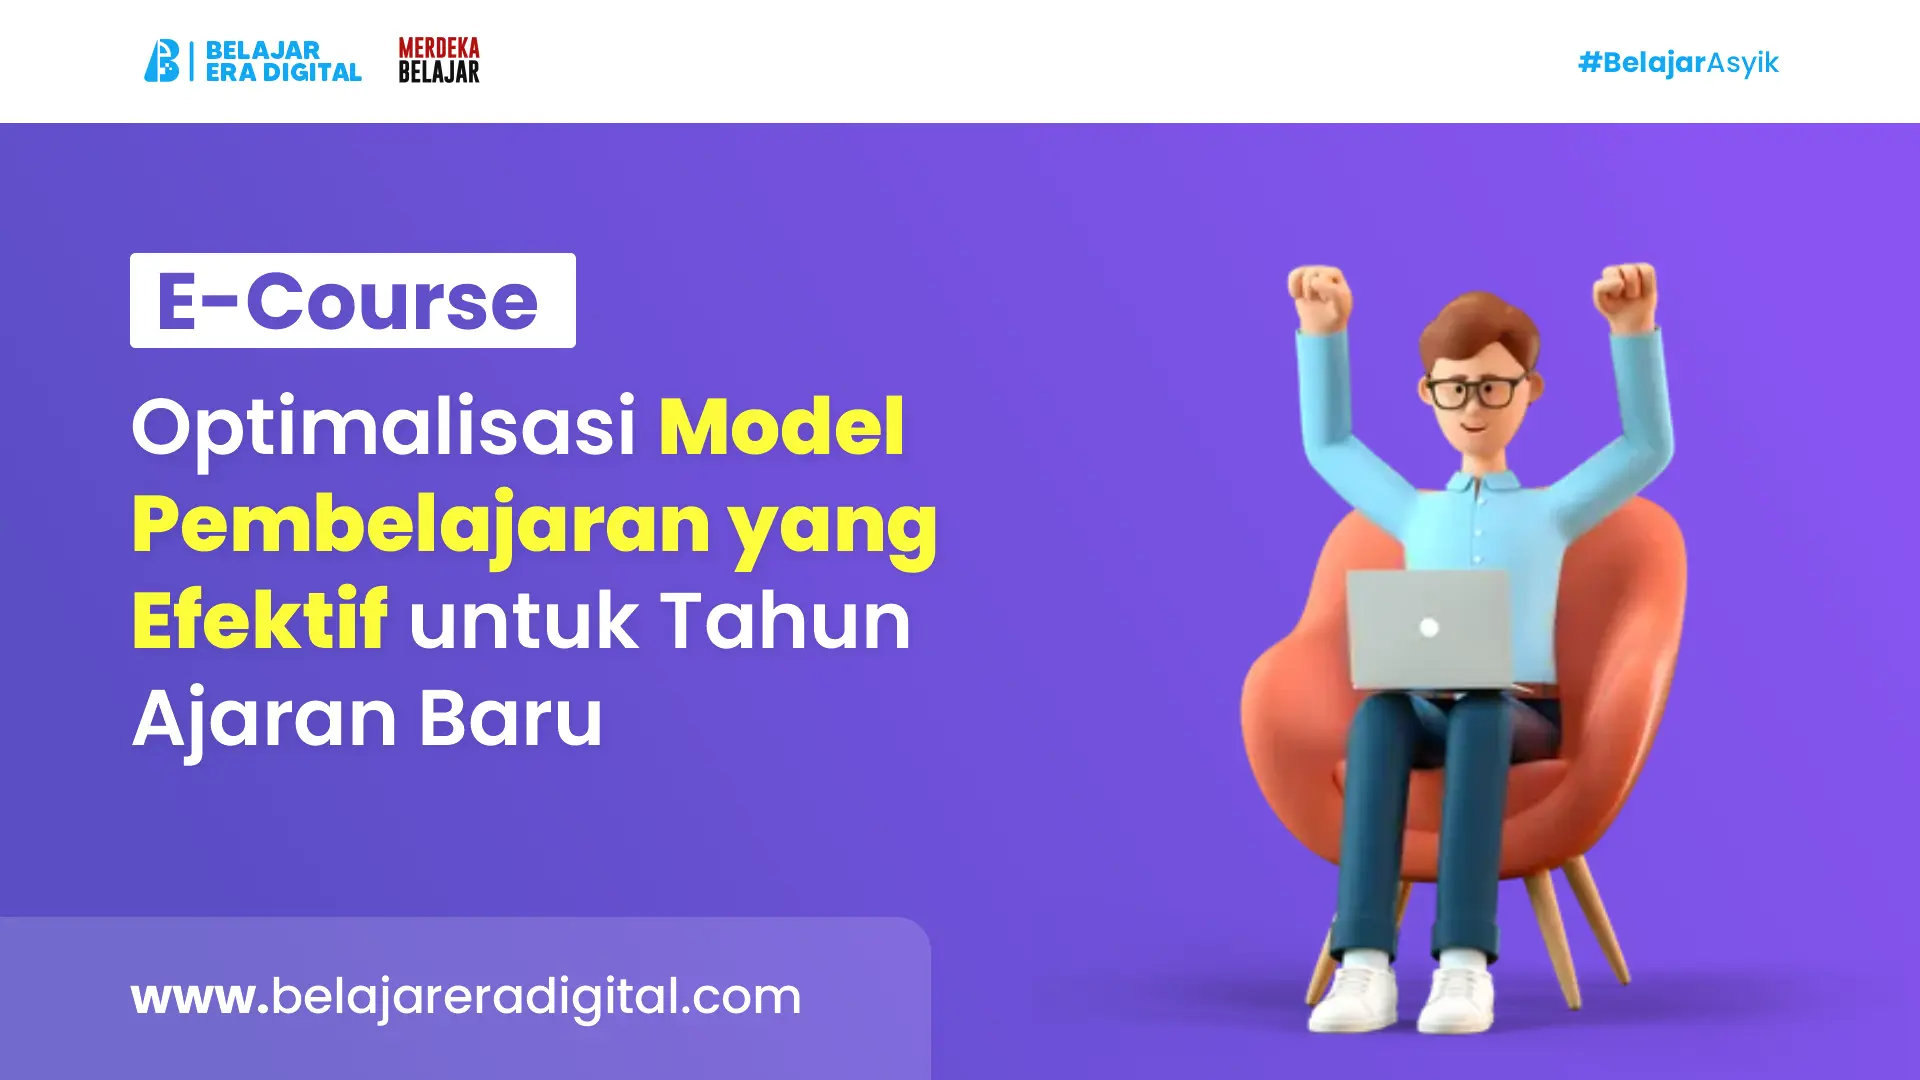 BELAJAR
ERA DIGITAL
MERDEKA
BELAJAR
#BelajarAsyik
E-Course
Optimalisasi Model
Pembelajaran yang
Efektif untuk Tahun
Ajaran Baru
www.belajareradigital.com